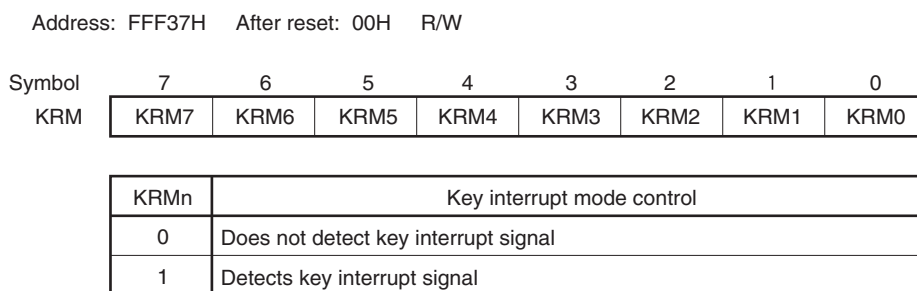 Address: FFF37H After reset: 00H R/W
Symbol 7 6 5 4 3 2 1 0
KRM KRM7 KRM6 KRM5 KRM4 KRM3 KRM2 KRM1 KRM0
KRMn Key interrupt mode control
0 Does not detect key interrupt signal
1 Detects key interrupt signal